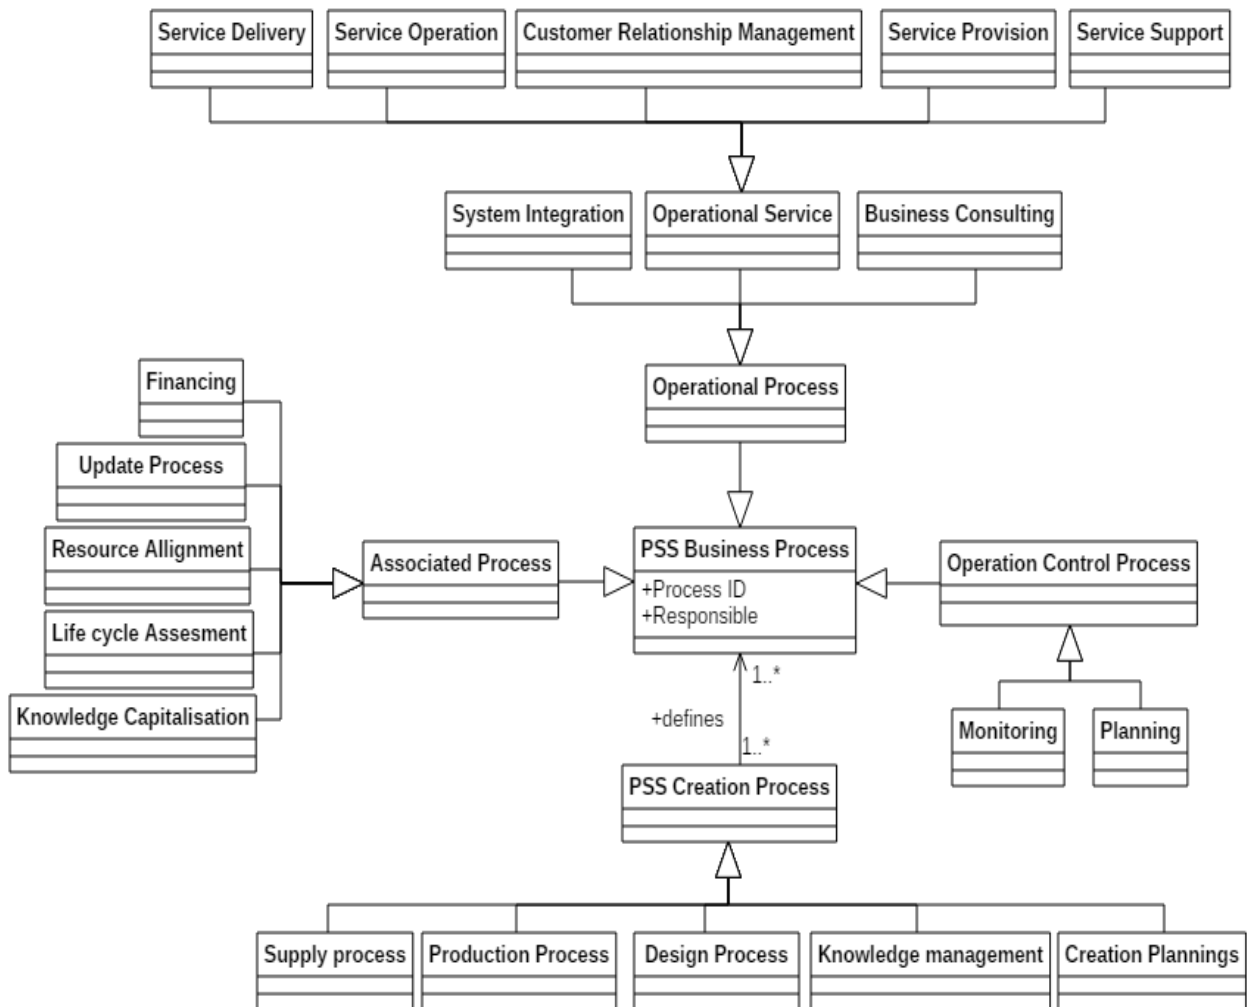 Service Delivery
Service Operation
Customer Relationship Management
Service Provision
Service Support
System Integration
Operational Service
Business Consulting
Financing
Operational Process
Update Process
Resource Allignment
Associated Process
PSS Business Process
+Process ID
+Responsible
Operation Control Process
Life cycle Assesment
Knowledge Capitalisation
1..*
+defines
1..*
Monitoring
Planning
PSS Creation Process
Supply process
Production Process
Design Process
Knowledge management
Creation Plannings